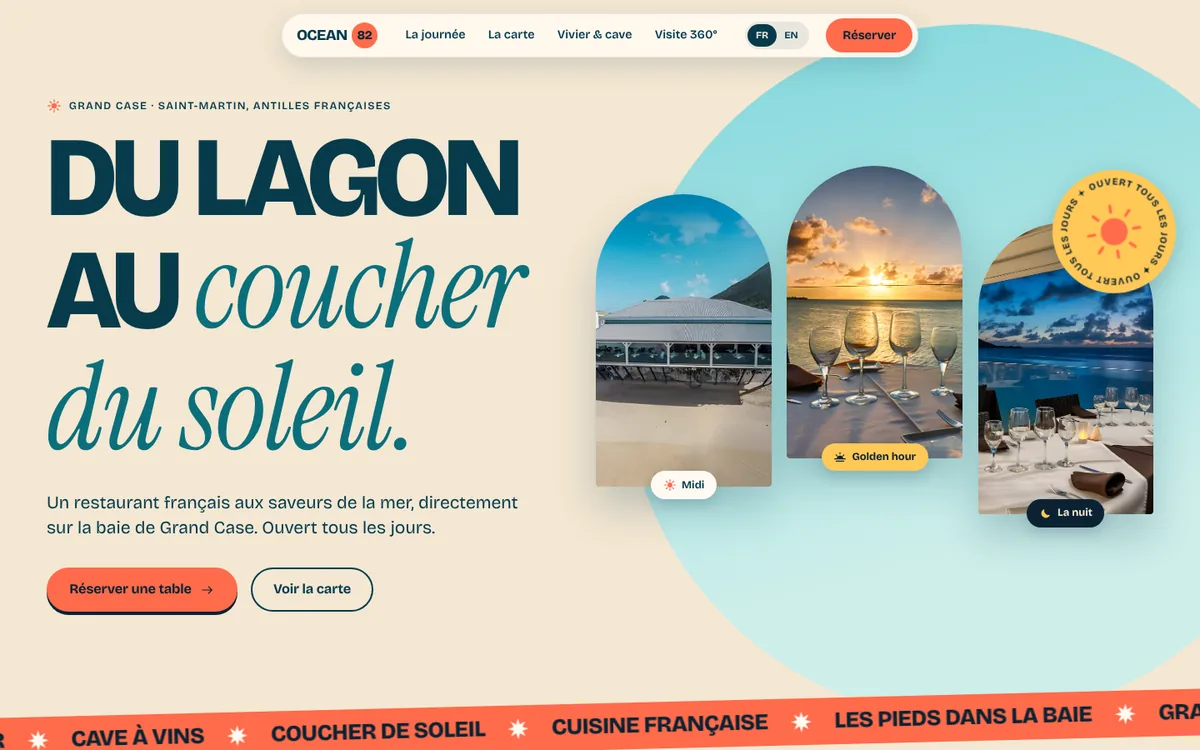 OCEAN 82
La journée
La carte
Vivier & cave
Visite 360°
FR
EN
Réserver
GRAND CASE · SAINT-MARTIN, ANTILLES FRANÇAISES
DU LAGON
AU coucher
du soleil.
Un restaurant français aux saveurs de la mer, directement
sur la baie de Grand Case. Ouvert tous les jours.
Réserver une table →
Voir la carte
Midi
Golden hour
La nuit
OUVERT TOUS LES JOURS ✦ OUVERT TOUS LES JOURS ✦
CAVE À VINS
COUCHER DE SOLEIL
CUISINE FRANÇAISE
LES PIEDS DANS LA BAIE